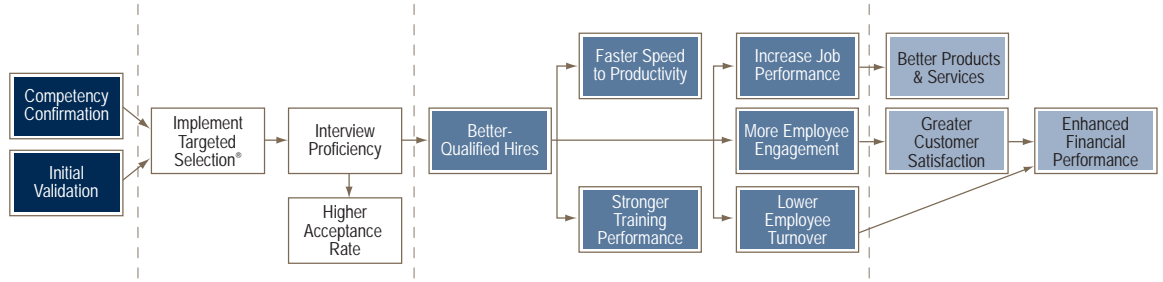 Competency
Confirmation
Initial
Validation
Implement
Targeted
Selection®
Interview
Proficiency
Higher
Acceptance
Rate
Better-
Qualified Hires
Faster Speed
to Productivity
Stronger
Training
Performance
Increase Job
Performance
More Employee
Engagement
Lower
Employee
Turnover
Better Products
& Services
Greater
Customer
Satisfaction
Enhanced
Financial
Performance